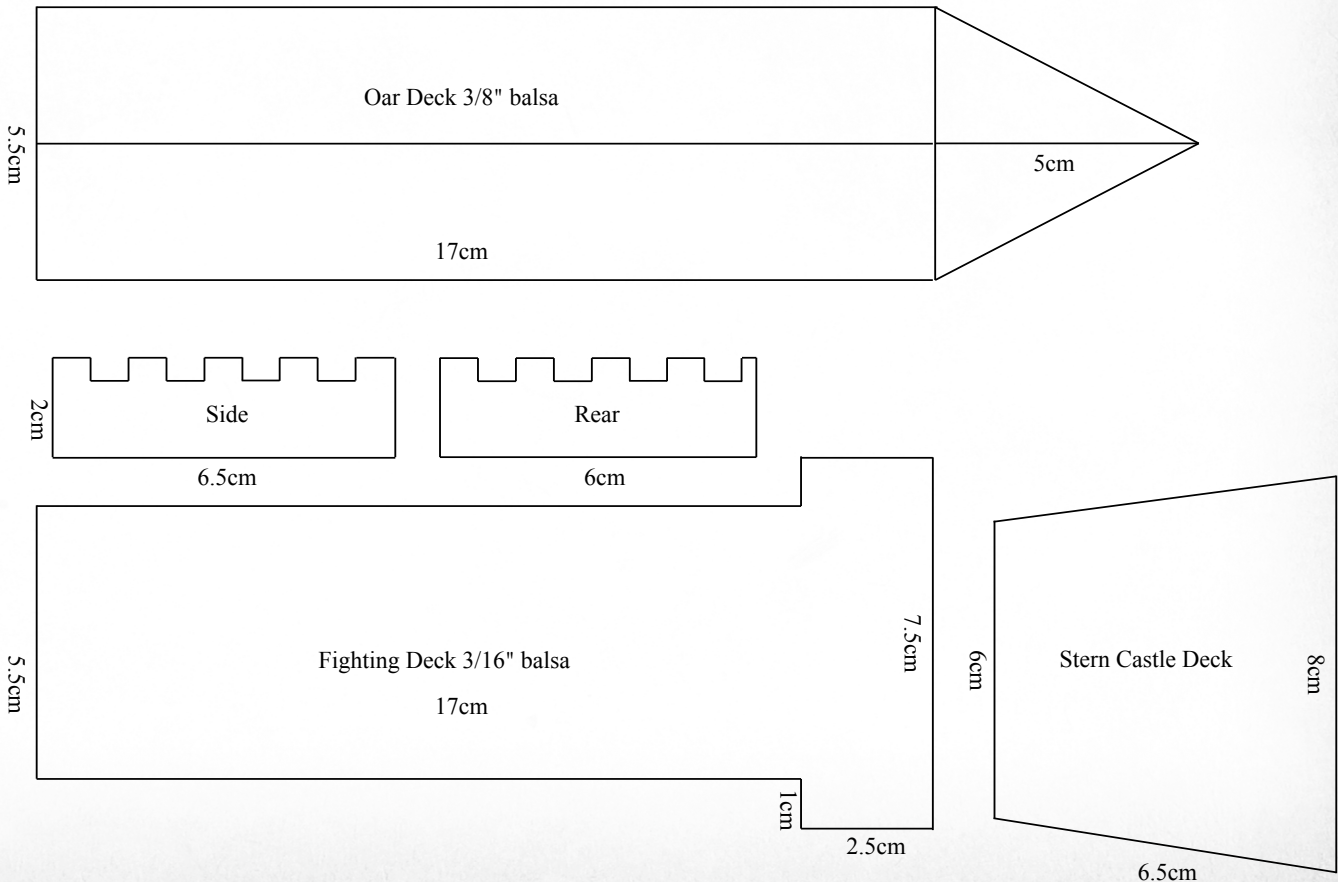 Oar Deck 3/8" balsa
5.5cm
5cm
17cm
2cm
Side
Rear
6.5cm
6cm
5.5cm
Fighting Deck 3/16" balsa
17cm
7.5cm
1cm
2.5cm
6cm
Stern Castle Deck
8cm
6.5cm